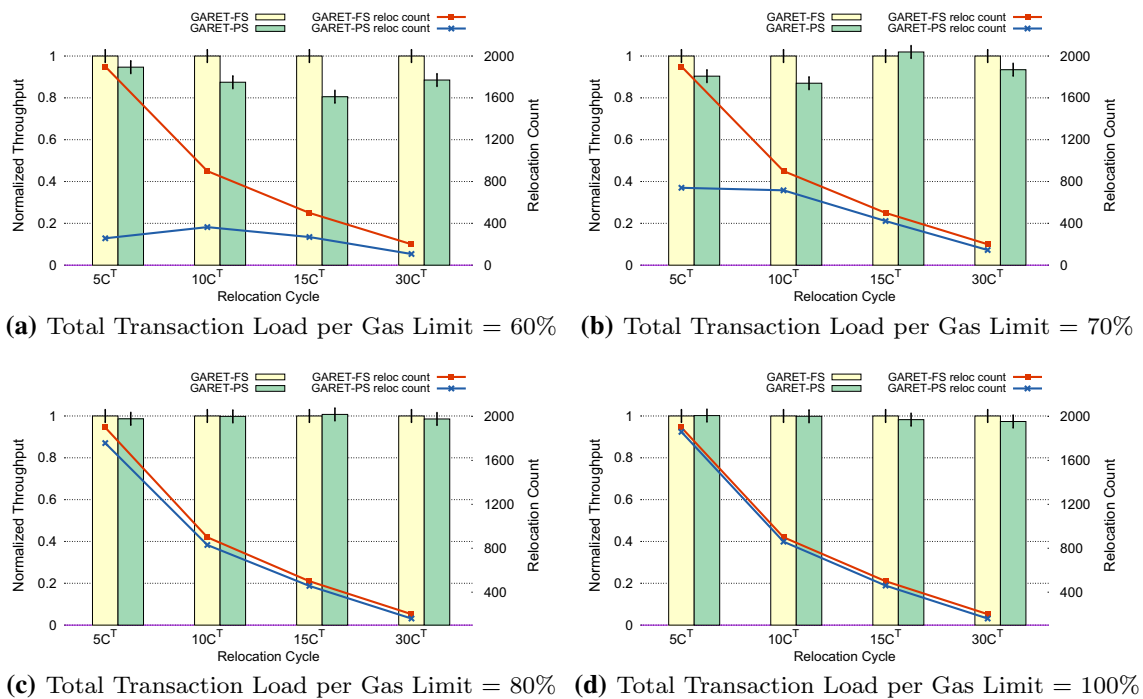 GARET-FS GARET-FS reloc count
GARET-PS GARET-PS reloc count
Normalized Throughput
1
0.8
0.6
0.4
0.2
0
2000
1600
1200
800
400
0
Relocation Count
5C^T 10C^T 15C^T 30C^T
Relocation Cycle
(a) Total Transaction Load per Gas Limit = 60%
GARET-FS GARET-FS reloc count
GARET-PS GARET-PS reloc count
Normalized Throughput
1
0.8
0.6
0.4
0.2
0
2000
1600
1200
800
400
0
Relocation Count
5C^T 10C^T 15C^T 30C^T
Relocation Cycle
(b) Total Transaction Load per Gas Limit = 70%
GARET-FS GARET-FS reloc count
GARET-PS GARET-PS reloc count
Normalized Throughput
1
0.8
0.6
0.4
0.2
0
2000
1600
1200
800
400
Relocation Count
5C^T 10C^T 15C^T 30C^T
Relocation Cycle
(c) Total Transaction Load per Gas Limit = 80%
GARET-FS GARET-FS reloc count
GARET-PS GARET-PS reloc count
Normalized Throughput
1
0.8
0.6
0.4
0.2
0
2000
1600
1200
800
400
Relocation Count
5C^T 10C^T 15C^T 30C^T
Relocation Cycle
(d) Total Transaction Load per Gas Limit = 100%